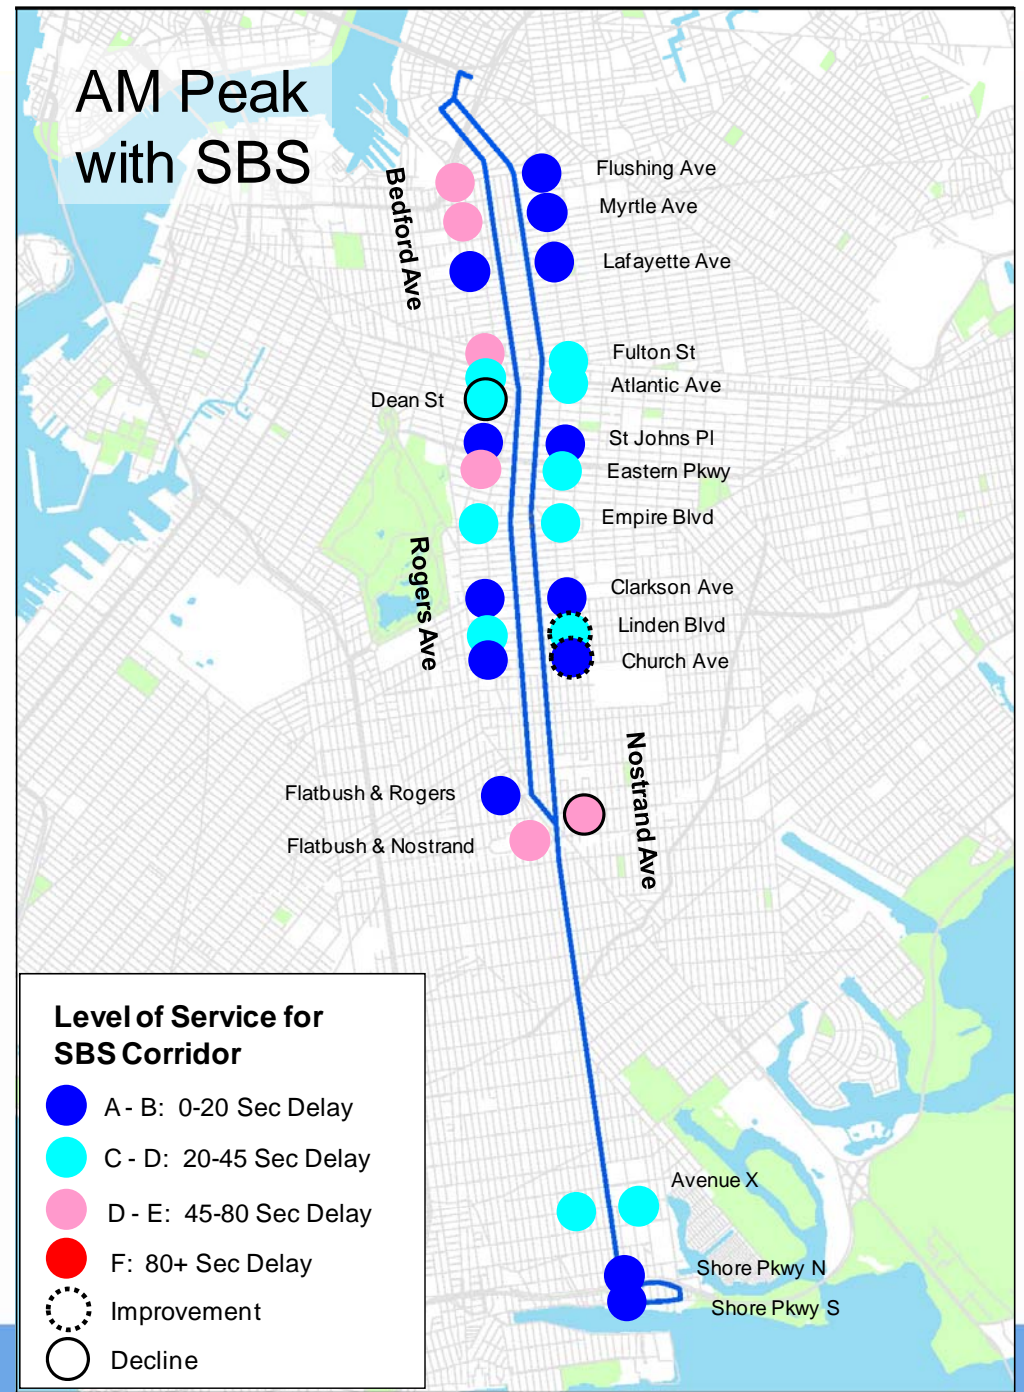 AM Peak
with SBS
Bedford Ave
Flushing Ave
Myrtle Ave
Lafayette Ave
Fulton St
Atlantic Ave
Dean St
St Johns Pl
Eastern Pkwy
Empire Blvd
Rogers Ave
Clarkson Ave
Linden Blvd
Church Ave
Nostrand Ave
Flatbush & Rogers
Flatbush & Nostrand
Level of Service for
SBS Corridor
A - B: 0-20 Sec Delay
C - D: 20-45 Sec Delay
D - E: 45-80 Sec Delay
F: 80+ Sec Delay
Improvement
Decline
Avenue X
Shore Pkwy N
Shore Pkwy S